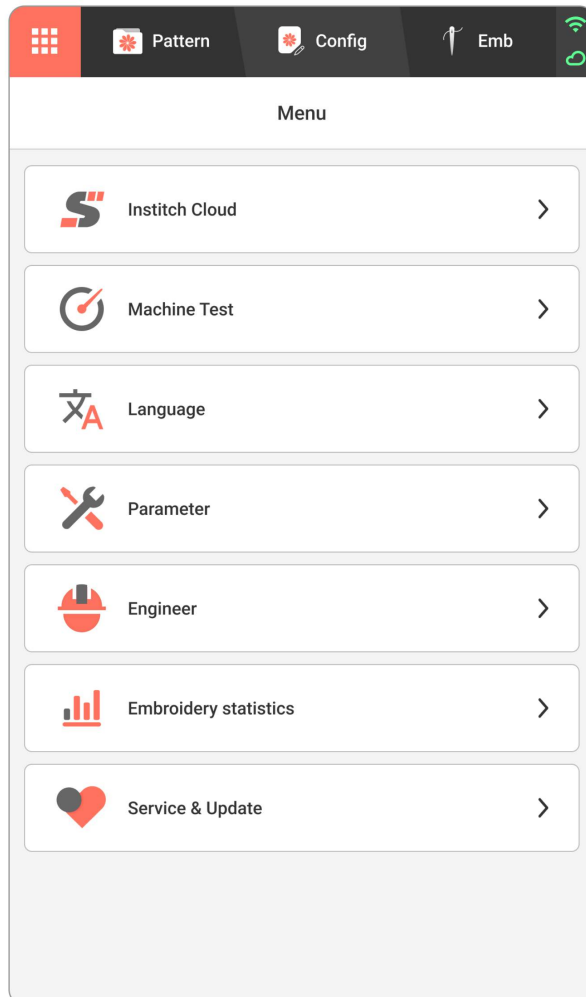 Pattern
Config
Emb
Menu
Institch Cloud
Machine Test
Language
Parameter
Engineer
Embroidery statistics
Service & Update